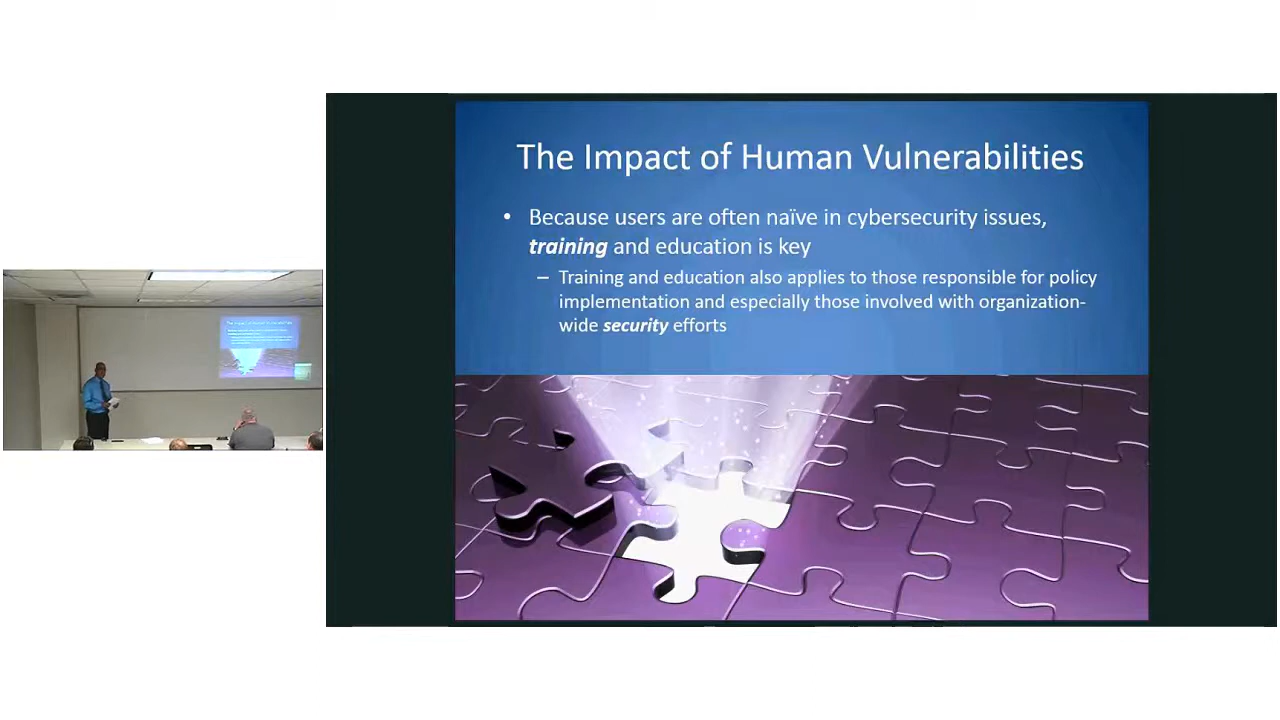 The Impact of Human Vulnerabilities
• Because users are often naïve in cybersecurity issues,
training and education is key
– Training and education also applies to those responsible for policy
implementation and especially those involved with organization-
wide security efforts